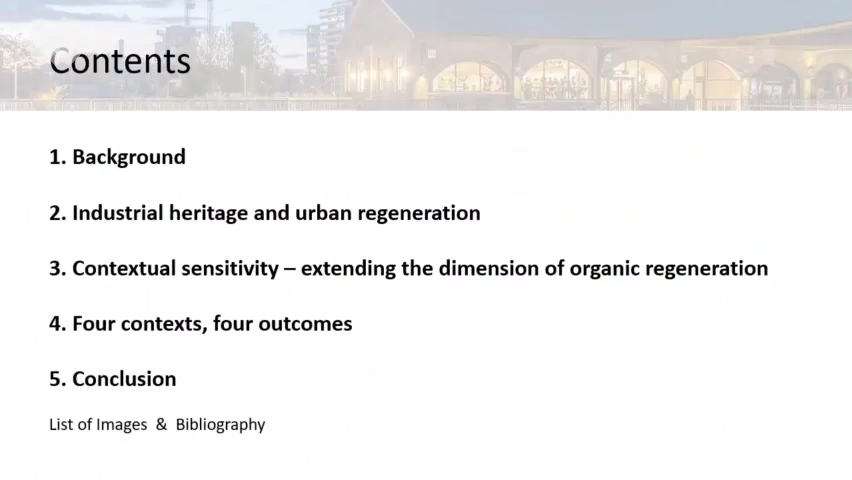 Contents
1. Background
2. Industrial heritage and urban regeneration
3. Contextual sensitivity – extending the dimension of organic regeneration
4. Four contexts, four outcomes
5. Conclusion
List of Images & Bibliography